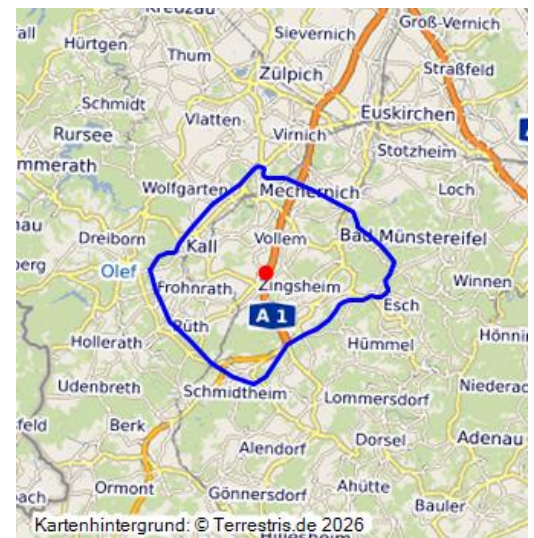 Kreuzau
Groß-Vernich
Hürtgen
Sievernich
Thum
Zülpich
Straßfeld
Schmidt
Vlatten
Euskirchen
Rursee
Virnich
Stotzheim
mmerath
Wolfgarten
Mechernich
Loch
Dreiborn
Vollem
Bad Münstereifel
Kall
Olef
Frohnrath
Zingsheim
Winnen
Esch
A 1
Rüth
Hollerath
Hümmel
Udenbreth
Schmidtheim
Lommersdorf
Berk
Dorsel
Adenau
Alendorf
Ormont
Gönnersdorf
Ahütte
Bauler
Kartenhintergrund: © Terrestris.de 2026
Hillesheim